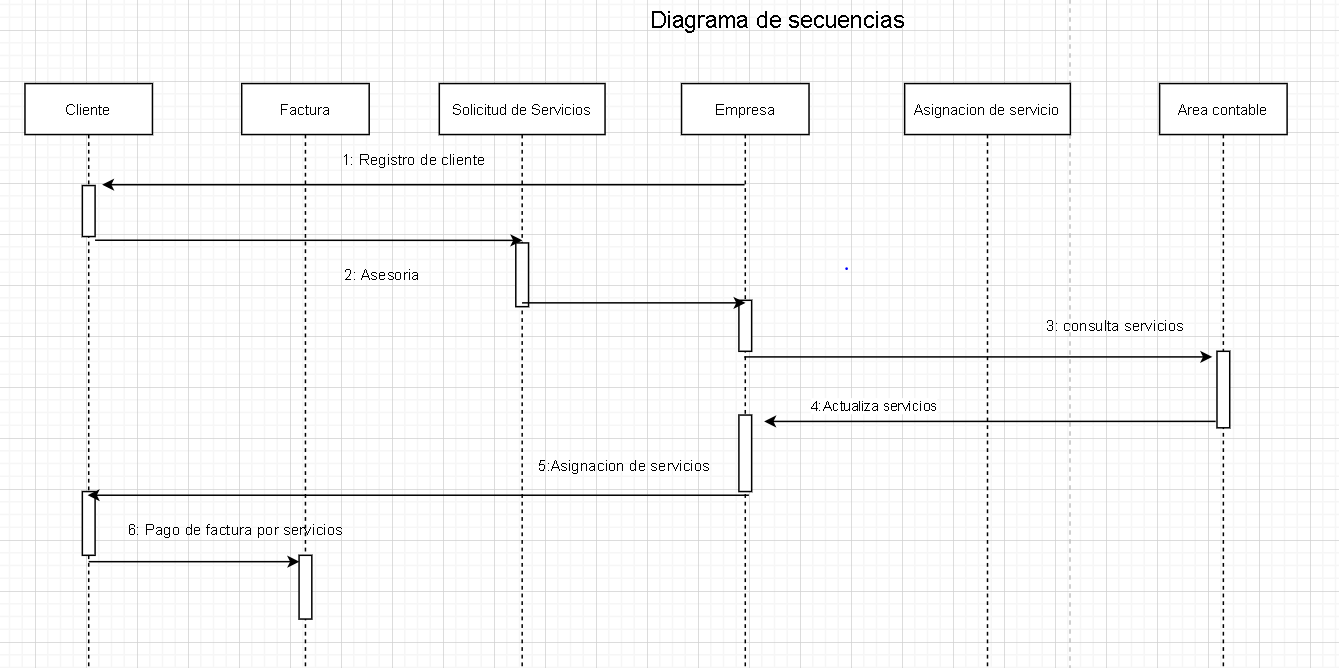 Diagrama de secuencias
Cliente
Factura
Solicitud de Servicios
Empresa
Asignacion de servicio
Area contable
1: Registro de cliente
2: Asesoria
3: consulta servicios
4:Actualiza servicios
5:Asignacion de servicios
6: Pago de factura por servicios